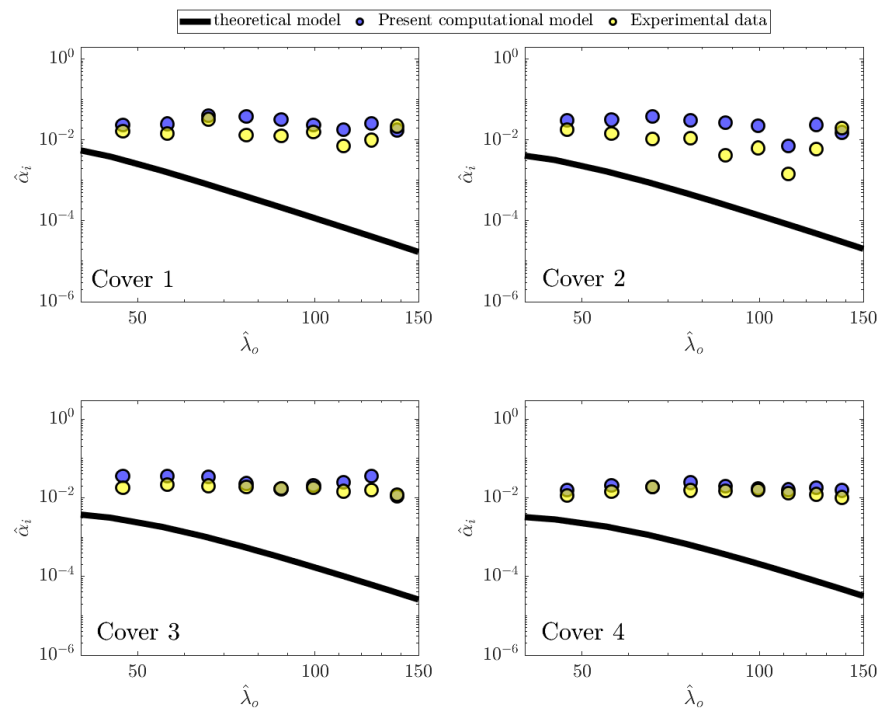 theoretical model Present computational model Experimental data
10^0
10^-2
10^-4
10^-6
α̂_i
Cover 1
50 100 150
λ̂_o
10^0
10^-2
10^-4
10^-6
α̂_i
Cover 2
50 100 150
λ̂_o
10^0
10^-2
10^-4
10^-6
α̂_i
Cover 3
50 100 150
λ̂_o
10^0
10^-2
10^-4
10^-6
α̂_i
Cover 4
50 100 150
λ̂_o